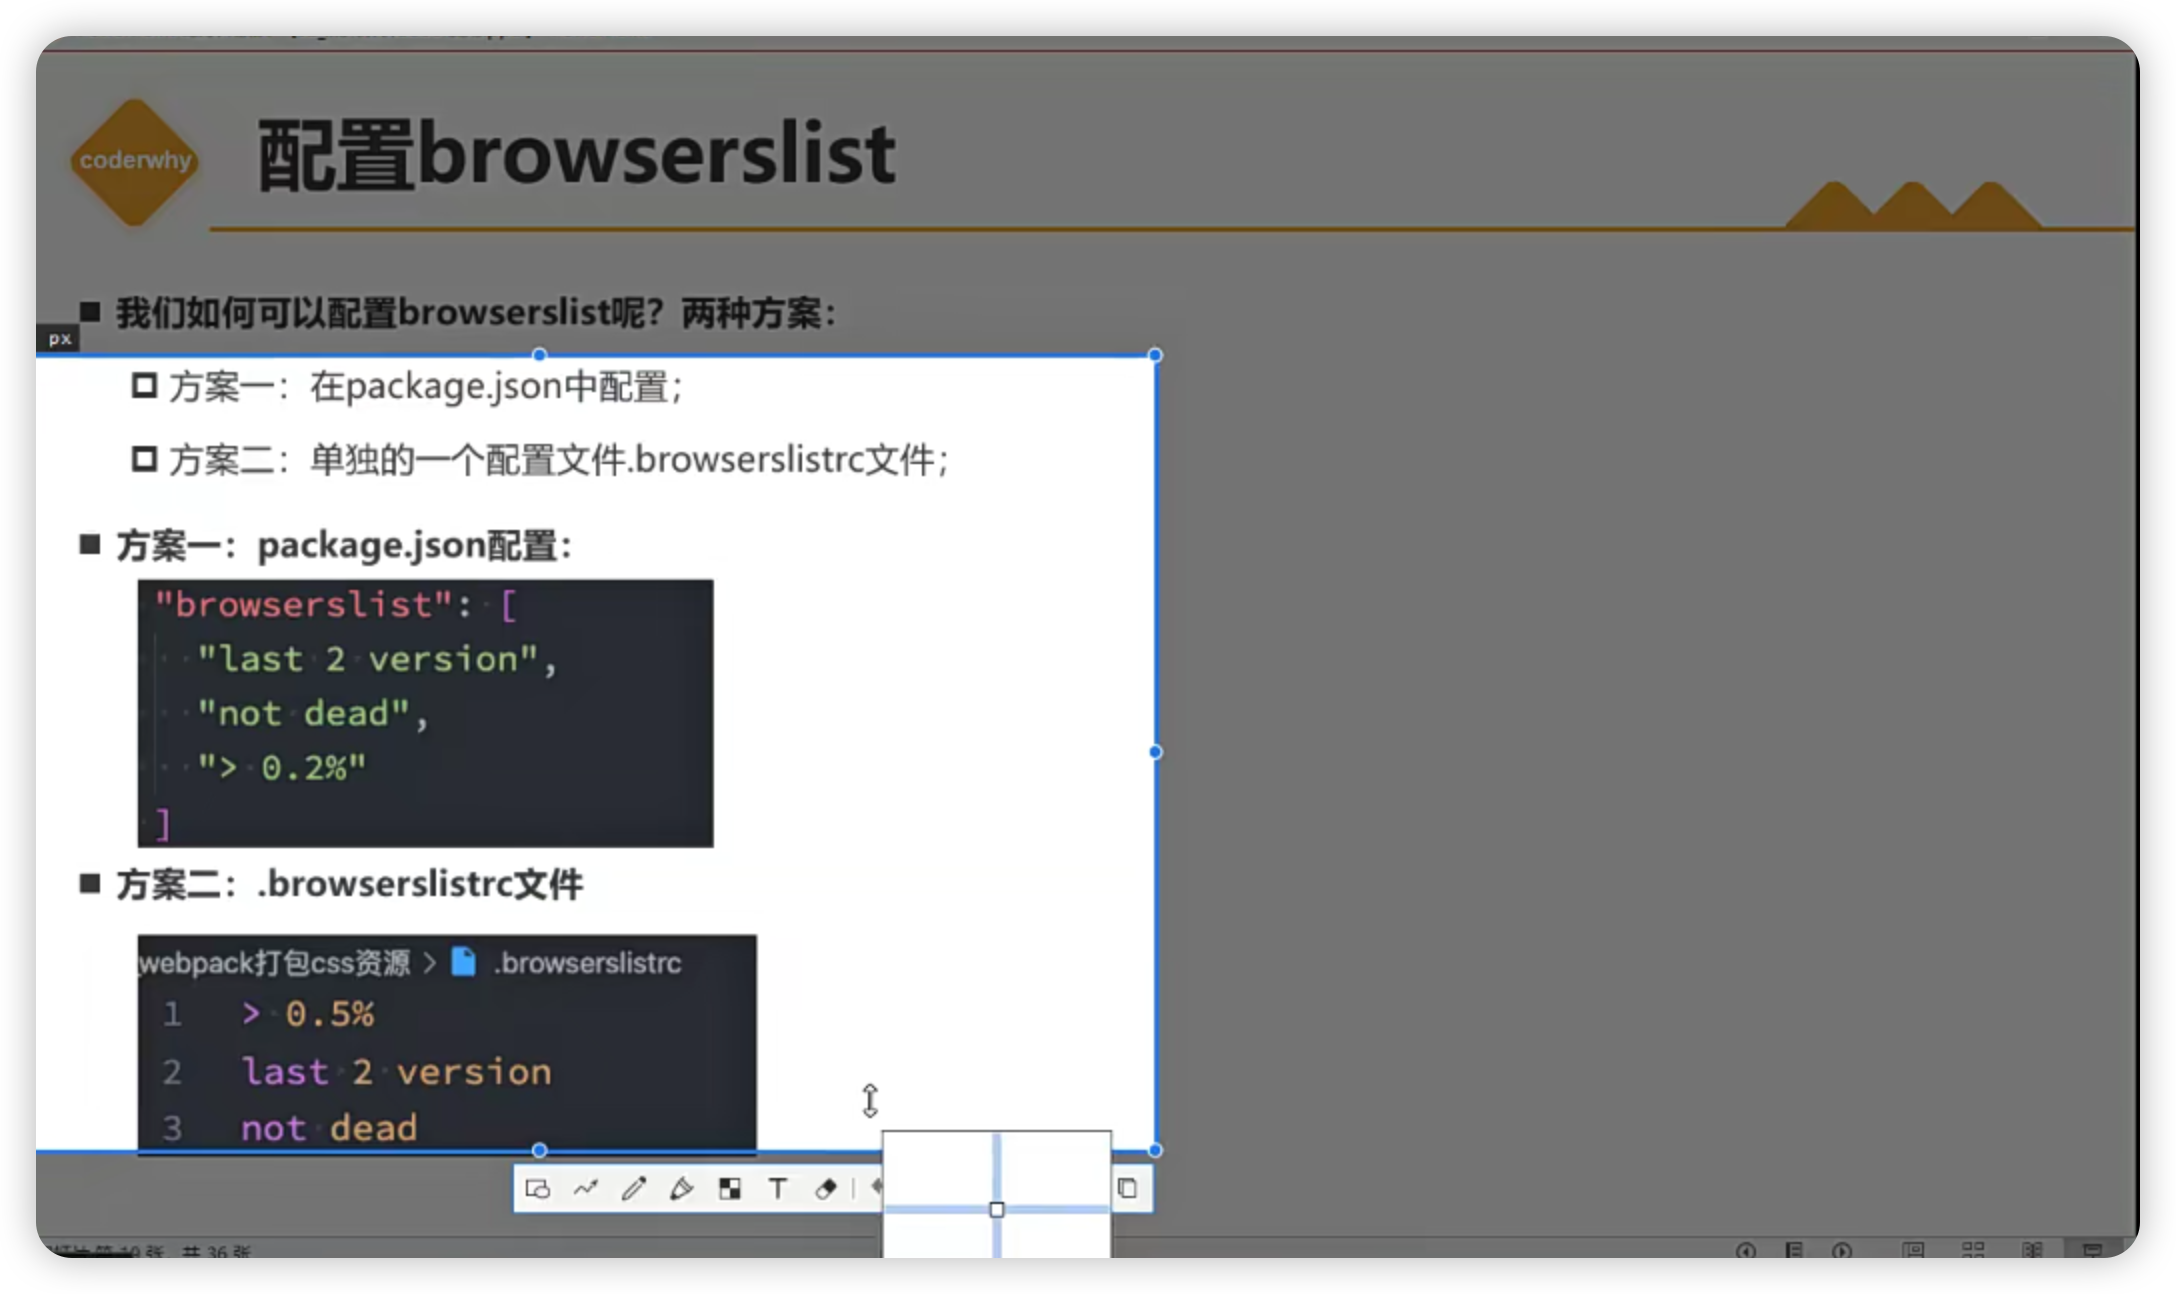 coderwhy
配置browserslist
我们如何可以配置browserslist呢？两种方案：
px
方案一：在package.json中配置；
方案二：单独的一个配置文件.browserslistrc文件；
方案一：package.json配置：
"browserslist": [
"last 2 version",
"not dead",
"> 0.2%"
]
方案二：.browserslistrc文件
webpack打包css资源 > .browserslistrc
1 > 0.5%
2 last 2 version
3 not dead
T
共 36 张